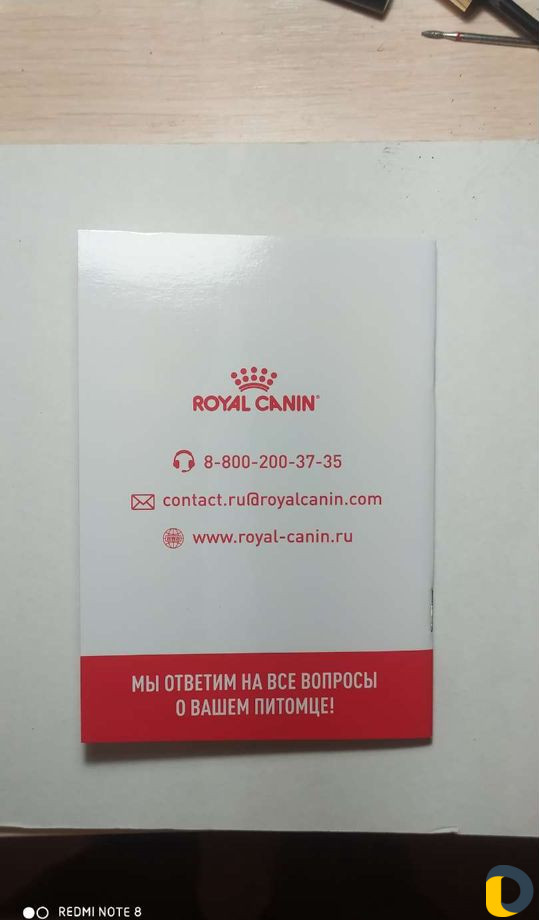 ROYAL CANIN®
8-800-200-37-35
contact.ru@royalcanin.com
www.royal-canin.ru
МЫ ОТВЕТИМ НА ВСЕ ВОПРОСЫ
О ВАШЕМ ПИТОМЦЕ!
REDMI NOTE 8